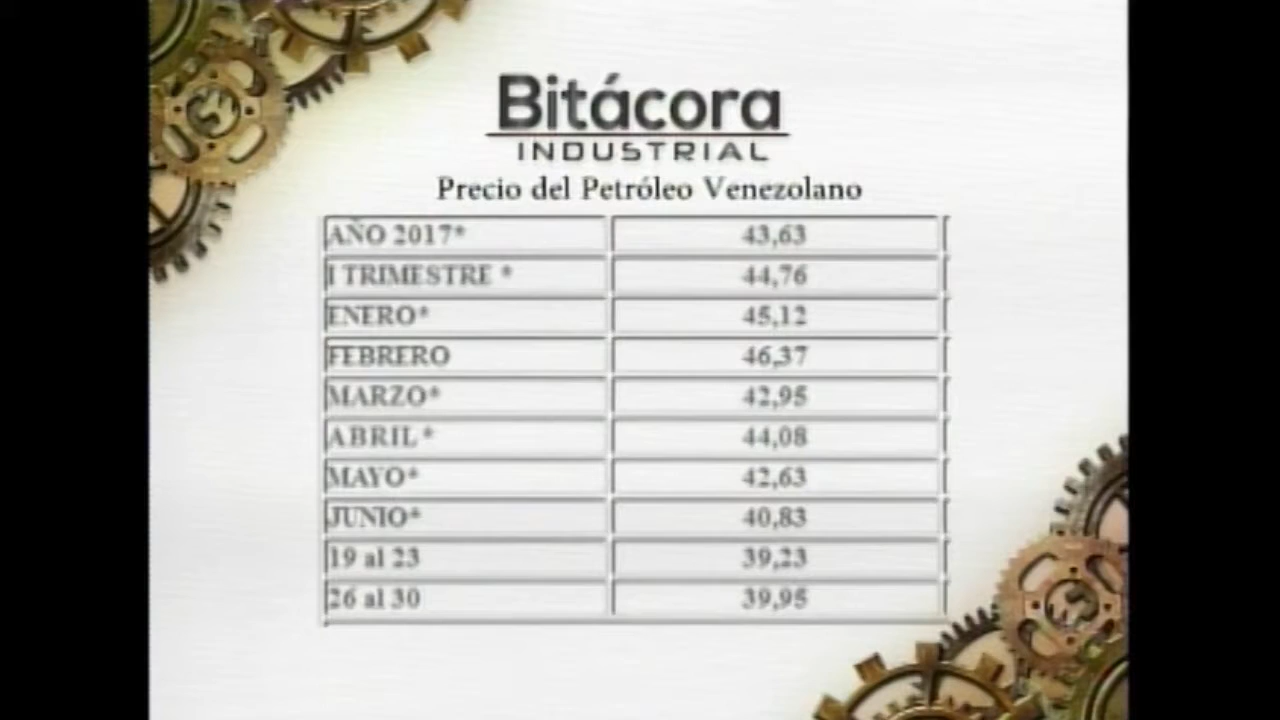 Bitácora
INDUSTRIAL
Precio del Petróleo Venezolano
AÑO 2017* 43,63
I TRIMESTRE * 44,76
ENERO* 45,12
FEBRERO 46,37
MARZO* 42,95
ABRIL * 44,08
MAYO* 42,63
JUNIO* 40,83
19 al 23 39,23
26 al 30 39,95